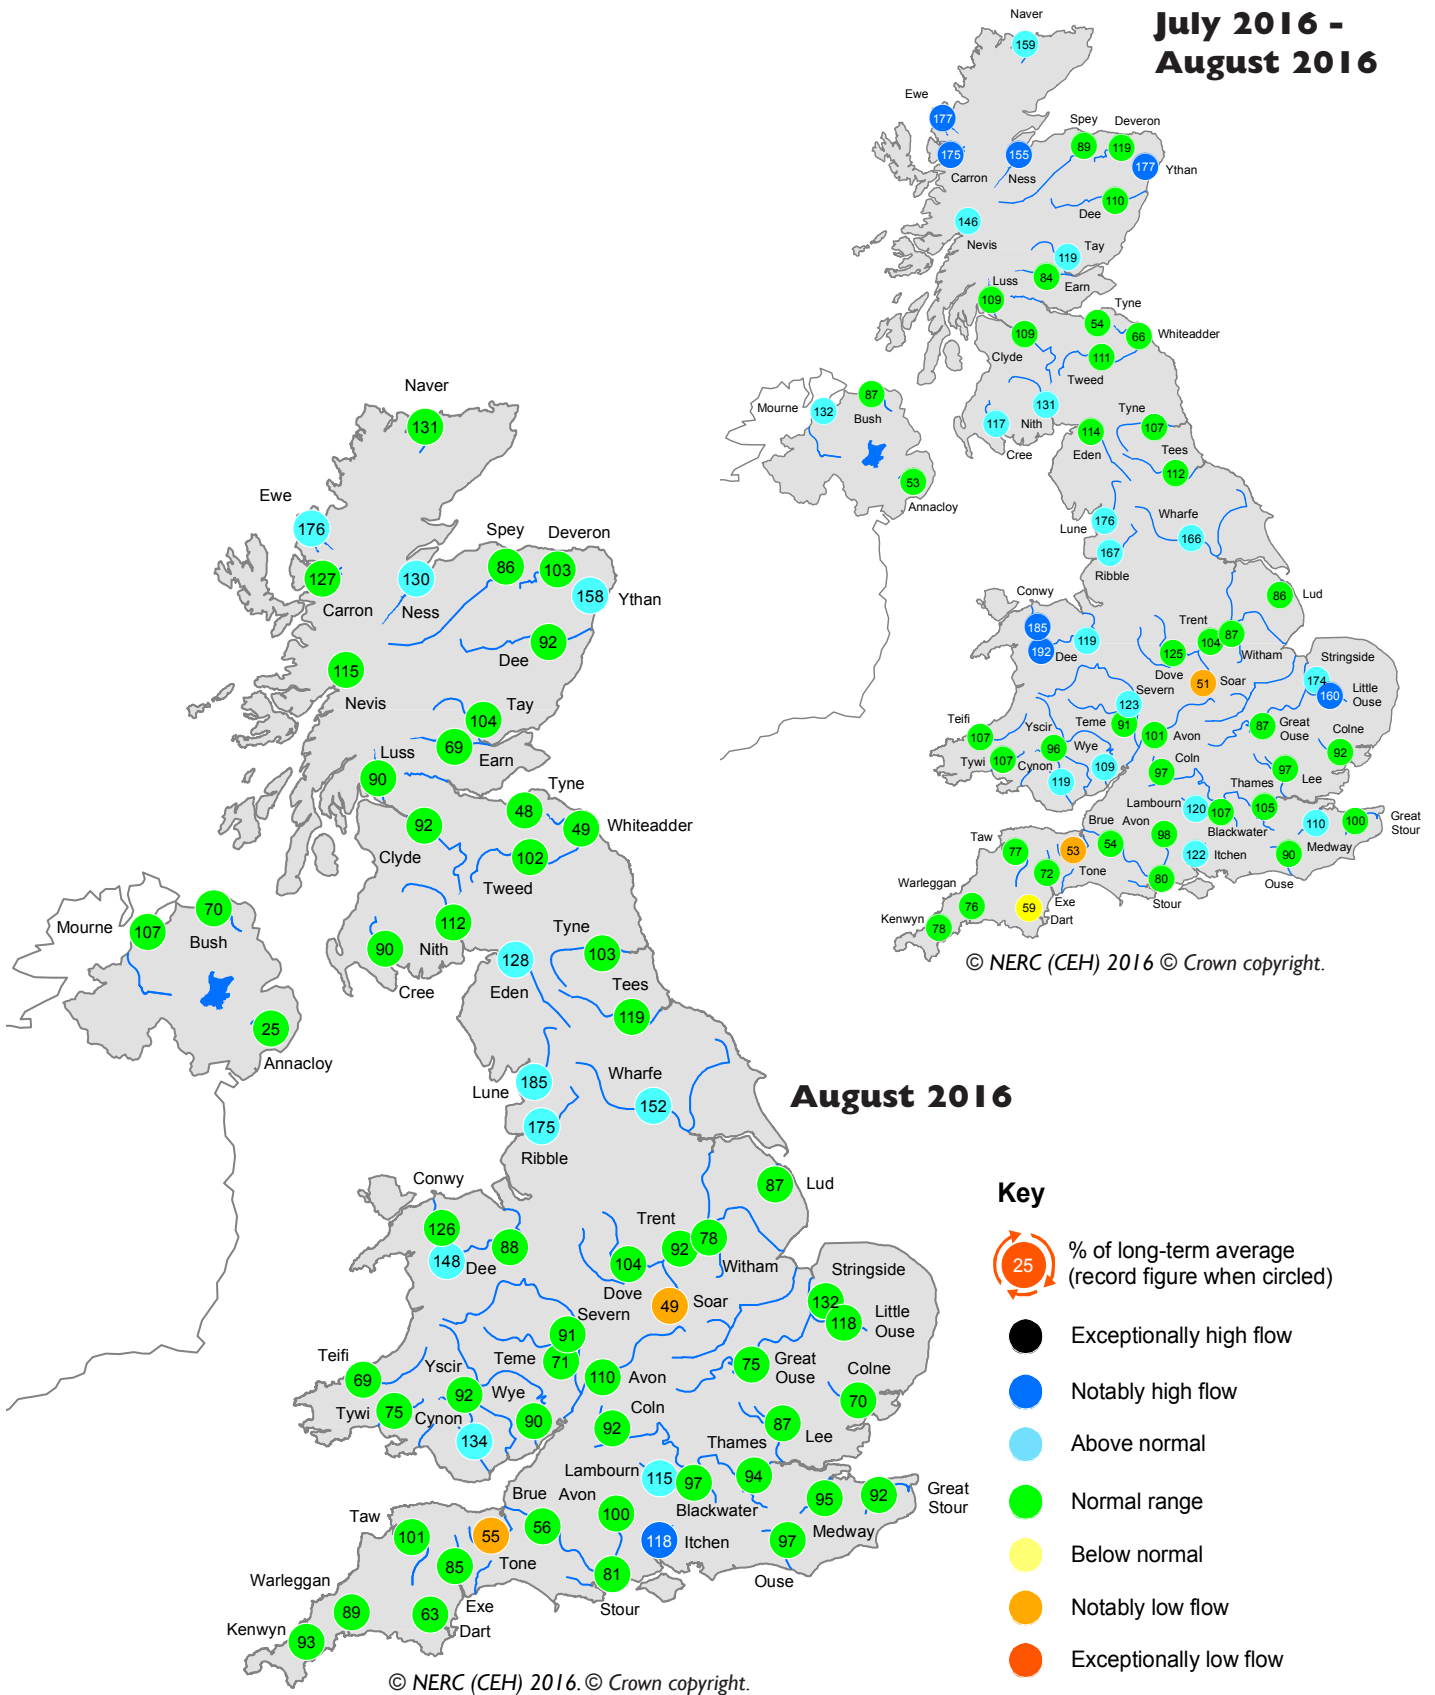 July 2016 -
August 2016
Naver
159
Ewe
177
Spey
Deveron
89
119
175
155
177
Ythan
Carron
Ness
110
Dee
146
Nevis
Tay
119
84
Luss
Earn
109
Tyne
54
109
66
Whiteadder
Clyde
111
Tweed
87
Mourne
132
Bush
131
117
Nith
Tyne
107
114
Cree
Eden
Tees
112
53
Annacloy
Wharfe
176
Lune
166
167
Ribble
Conwy
86
Lud
185
Trent
119
104
87
192
Dee
125
Witham
Stringside
Dove
51
Soar
174
Severn
160
Little
Ouse
123
Teifi
Yscir
Teme
91
87
Great
Ouse
Colne
107
101
Avon
96
Wye
92
Tywi
107
Cynon
109
Coln
97
97
Lee
119
Thames
Lambourn
120
107
105
Brue
Avon
Blackwater
110
100
Great
Stour
Taw
98
Medway
77
53
54
122
Itchen
90
72
Tone
80
Ouse
Warleggan
Exe
Stour
76
59
Dart
Kenwyn
78
© NERC (CEH) 2016 © Crown copyright.
August 2016
Naver
131
Ewe
176
Spey
Deveron
86
103
127
130
158
Ythan
Carron
Ness
92
Dee
115
Nevis
Tay
104
69
Luss
Earn
90
Tyne
48
92
49
Whiteadder
Clyde
102
Tweed
70
Mourne
107
Bush
112
90
Nith
Tyne
103
128
Cree
Eden
Tees
119
25
Annacloy
Wharfe
185
Lune
152
175
Ribble
Conwy
87
Lud
126
Trent
88
92
78
148
Dee
104
Witham
Stringside
Dove
49
Soar
132
Severn
118
Little
Ouse
91
Teifi
Yscir
Teme
71
75
Great
Ouse
Colne
69
110
Avon
92
Wye
70
Tywi
75
Cynon
90
Coln
92
87
Lee
134
Thames
Lambourn
115
97
94
Brue
Avon
Blackwater
95
92
Great
Stour
Taw
100
Medway
101
55
56
118
Itchen
97
85
Tone
81
Ouse
Warleggan
Exe
Stour
89
63
Dart
Kenwyn
93
© NERC (CEH) 2016. © Crown copyright.
Key
25
% of long-term average
(record figure when circled)
Exceptionally high flow
Notably high flow
Above normal
Normal range
Below normal
Notably low flow
Exceptionally low flow